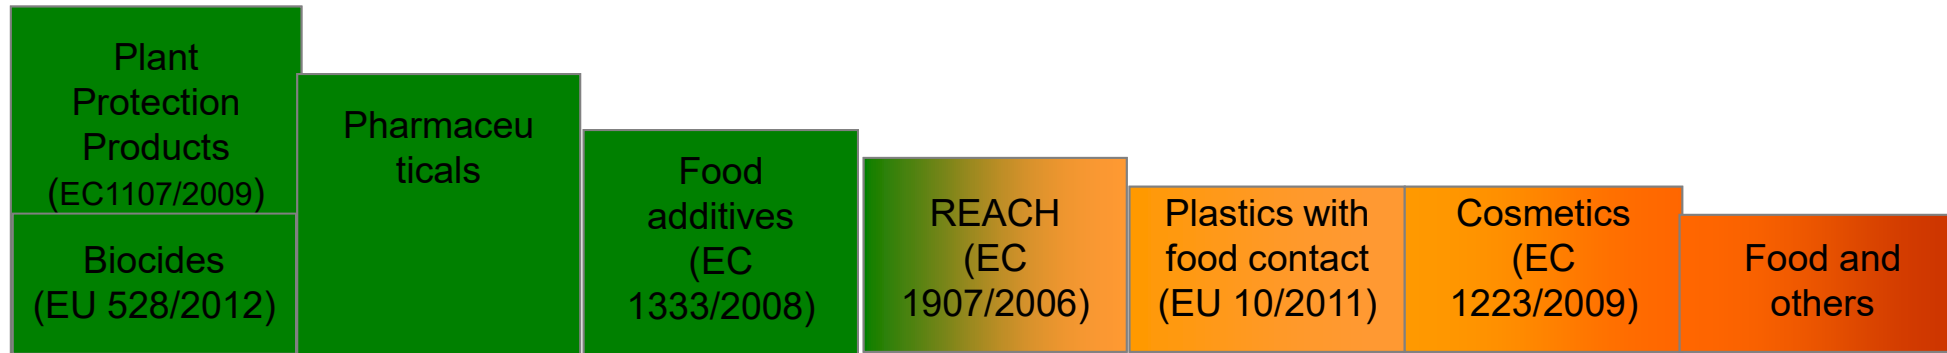 Plant
Protection
Products
(EC1107/2009)
Biocides
(EU 528/2012)
Pharmaceu
ticals
Food
additives
(EC
1333/2008)
REACH
(EC
1907/2006)
Plastics with
food contact
(EU 10/2011)
Cosmetics
(EC
1223/2009)
Food and
others